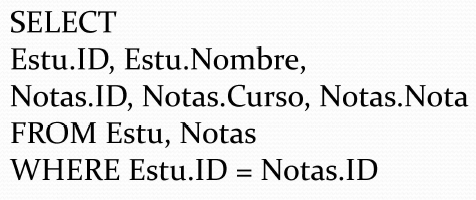 SELECT
Estu.ID, Estu.Nombre,
Notas.ID, Notas.Curso, Notas.Nota
FROM Estu, Notas
WHERE Estu.ID = Notas.ID